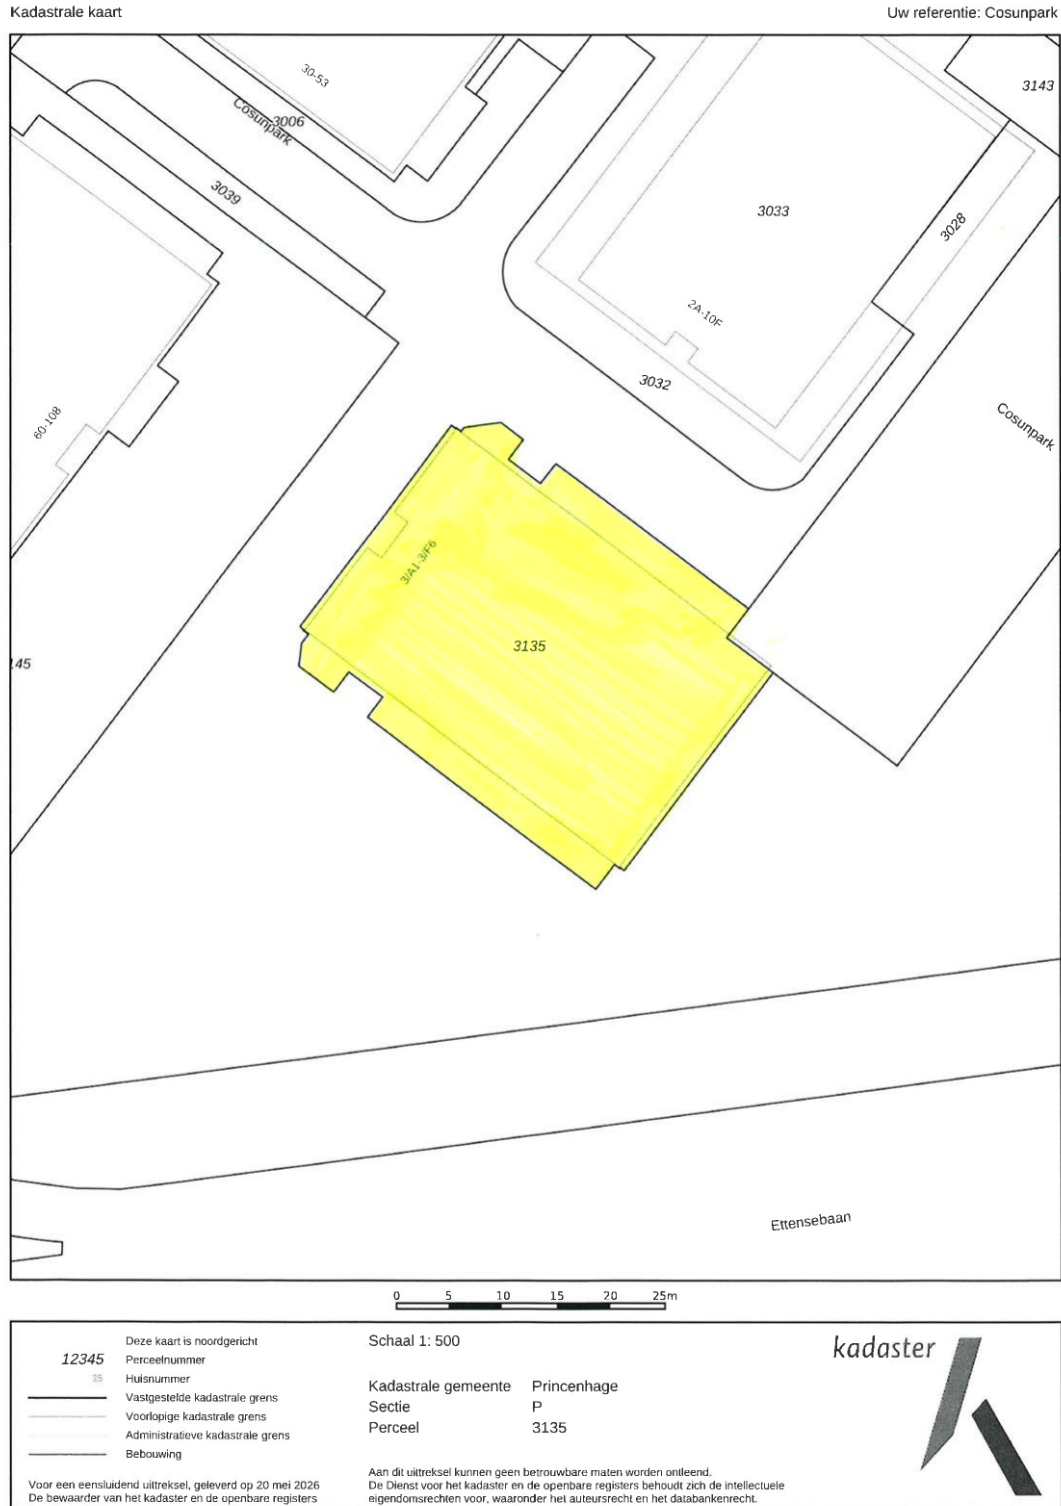 Kadastrale kaart
Uw referentie: Cosunpark
30-53
3143
Cosunpark
3006
3039
3033
3028
2A-10F
3032
60-108
Cosunpark
3/A1-3/F6
3135
145
Ettensebaan
0 5 10 15 20 25m
Deze kaart is noordgericht
12345 Perceelnummer
25 Huisnummer
Vastgestelde kadastrale grens
Voorlopige kadastrale grens
Administratieve kadastrale grens
Bebouwing
Voor een eensluidend uittreksel, geleverd op 20 mei 2026
De bewaarder van het kadaster en de openbare registers
Schaal 1: 500
Kadastrale gemeente Princenhage
Sectie P
Perceel 3135
Aan dit uittreksel kunnen geen betrouwbare maten worden ontleend.
De Dienst voor het kadaster en de openbare registers behoudt zich de intellectuele
eigendomsrechten voor, waaronder het auteursrecht en het databankenrecht.
kadaster